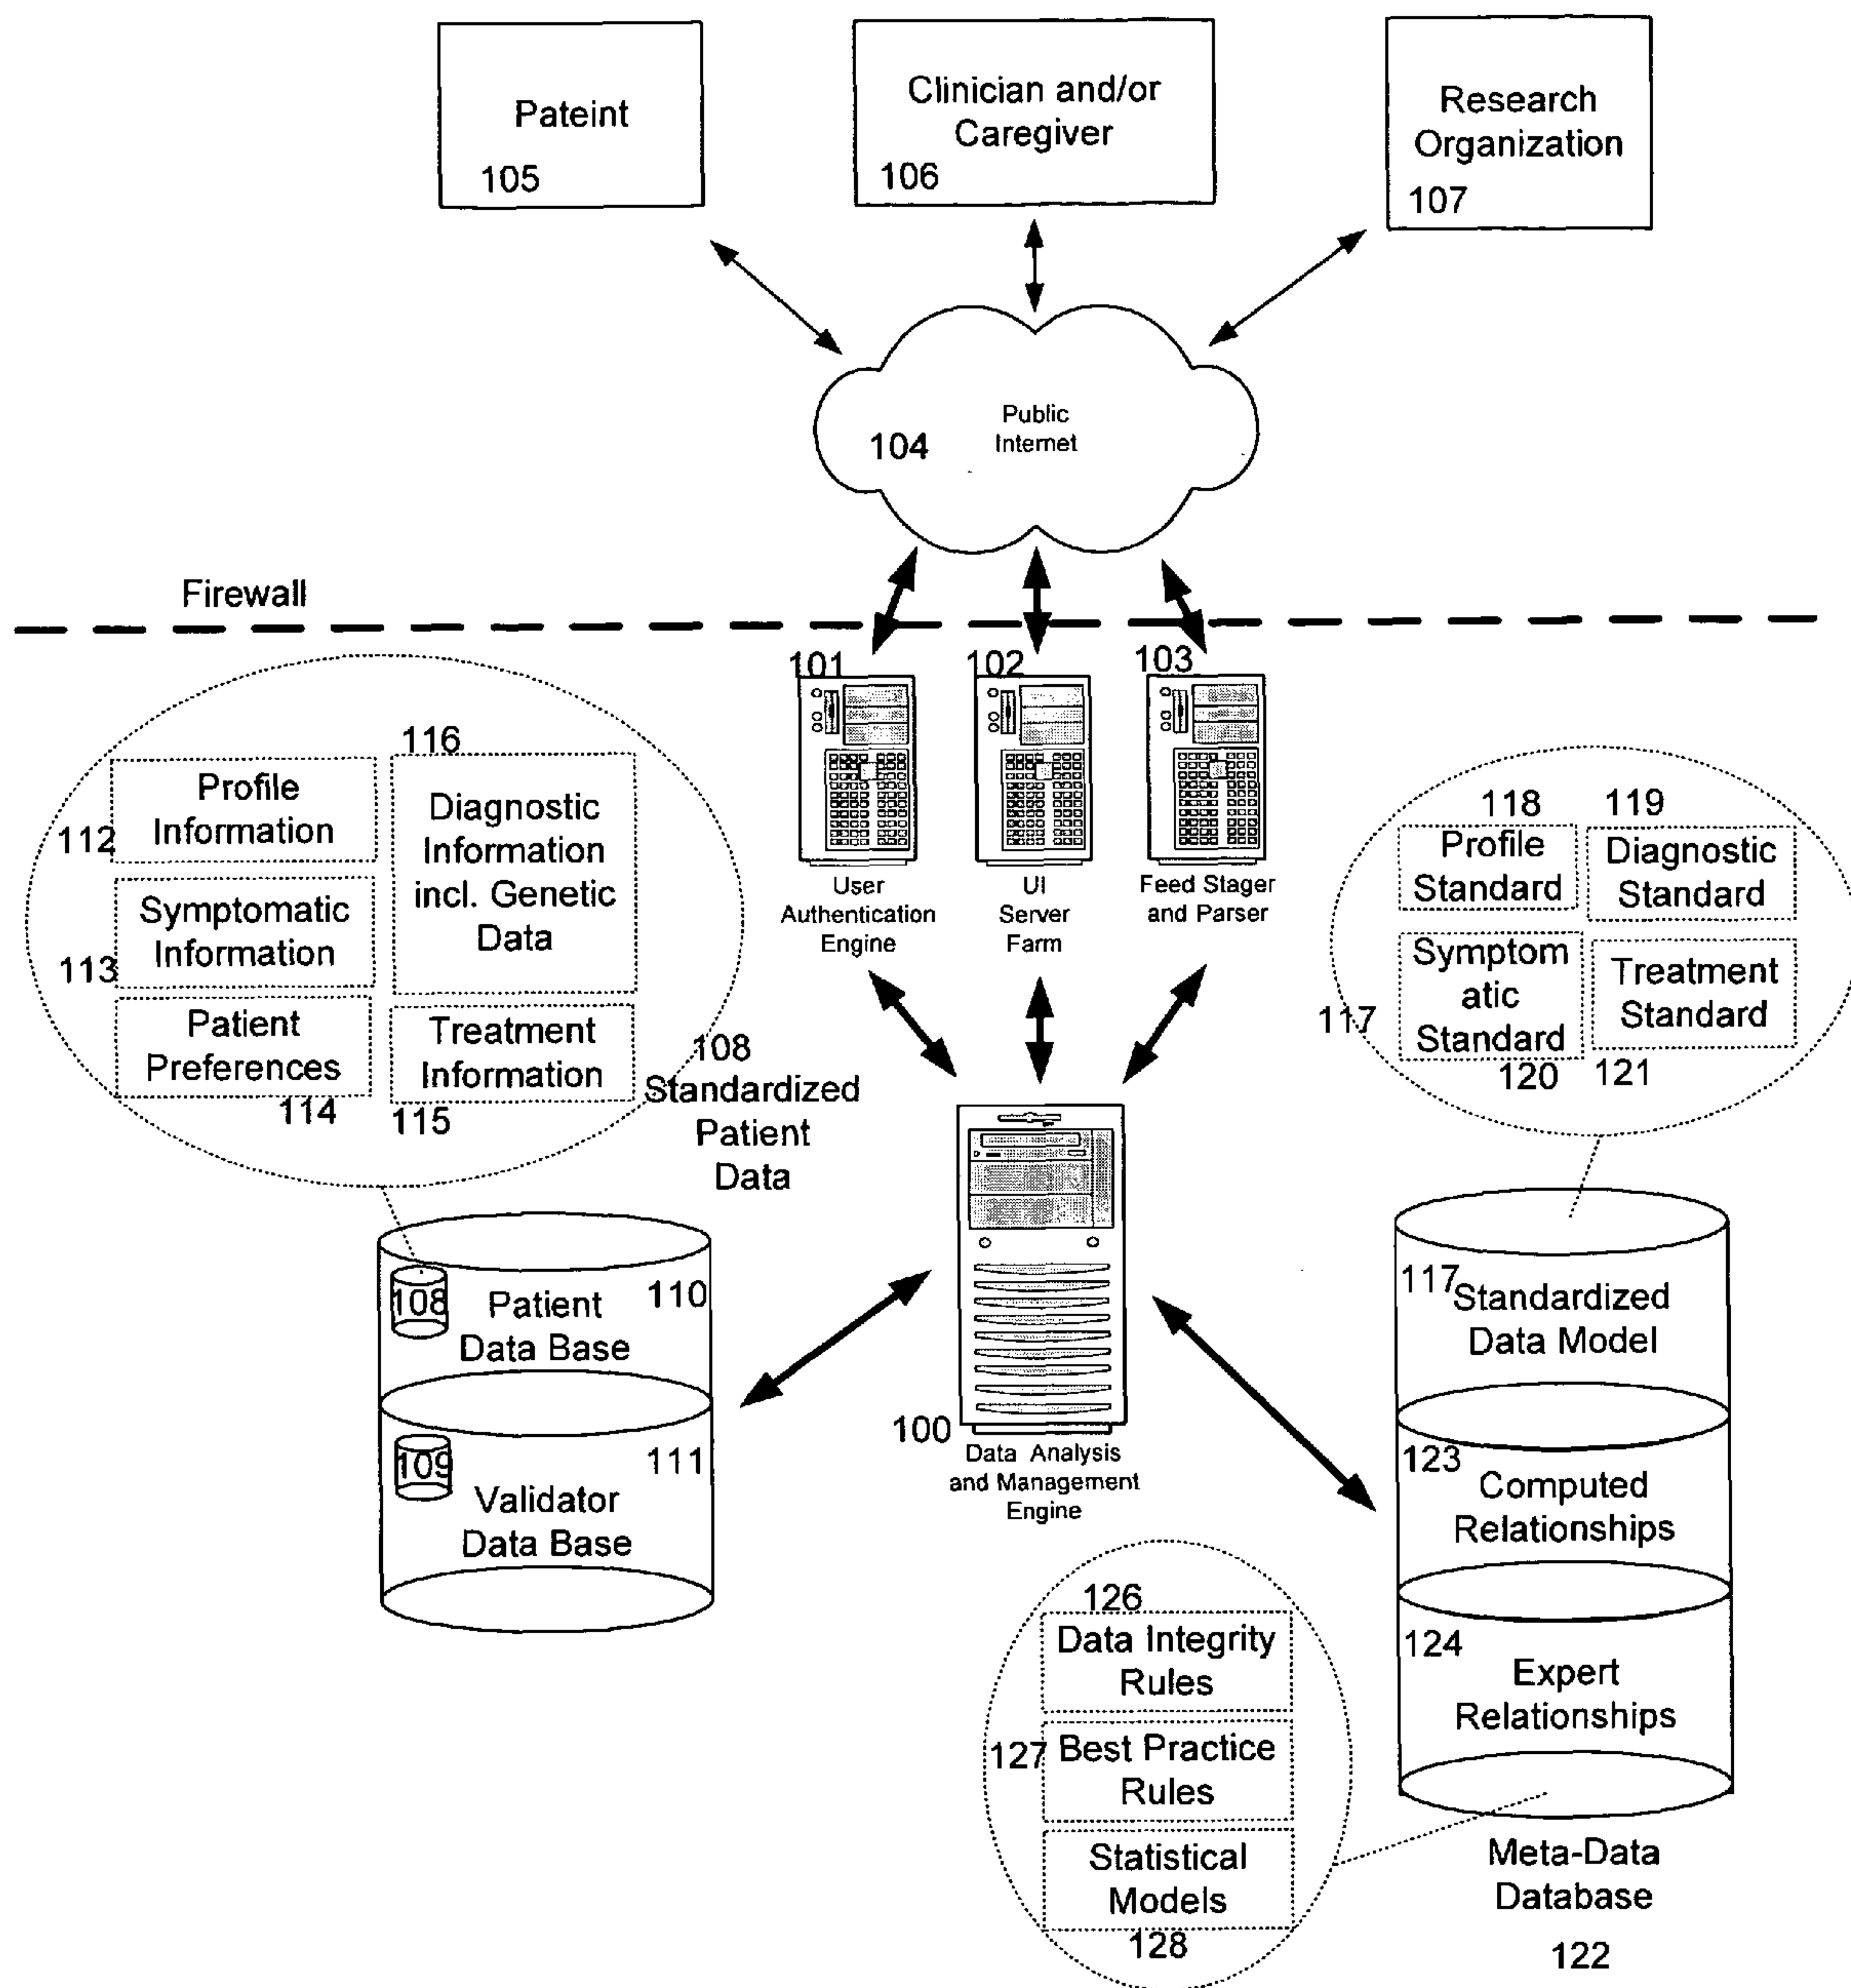 Pateint
105
Clinician and/or
Caregiver
106
Research
Organization
107
Public
Internet
104
Firewall
101
102
103
User
Authentication
Engine
UI
Server
Farm
Feed Stager
and Parser
116
Profile
Information
112
Diagnostic
Information
incl. Genetic
Data
Symptomatic
Information
113
Patient
Preferences
114
Treatment
Information
115
108
Standardized
Patient
Data
118
119
Profile
Standard
Diagnostic
Standard
Symptom
atic
Standard
Treatment
Standard
117
120
121
108
Patient
Data Base
110
109
Validator
Data Base
111
100
Data Analysis
and Management
Engine
117
Standardized
Data Model
123
Computed
Relationships
124
Expert
Relationships
126
Data Integrity
Rules
127
Best Practice
Rules
Statistical
Models
128
Meta-Data
Database
122